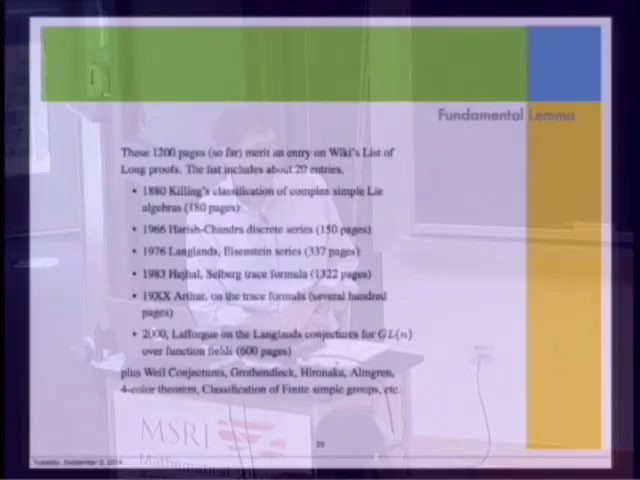 Fundamental Lemma
These 1200 pages (so far) merit an entry on Wiki's List of
Long proofs. The list includes about 20 entries.
• 1880 Killing's classification of complex simple Lie
algebras (180 pages)
• 1966 Harish-Chandra discrete series (150 pages)
• 1976 Langlands, Eisenstein series (337 pages)
• 1983 Hejhal, Selberg trace formula (1322 pages)
• 19XX Arthur, on the trace formula (several hundred
pages)
• 2000, Lafforgue on the Langlands conjectures for GL(n)
over function fields (600 pages)
plus Weil Conjectures, Grothendieck, Hironaka, Almgren,
4-color theorem, Classification of Finite simple groups, etc.
MSRI
Mathematical
Tuesday, September 2, 2014